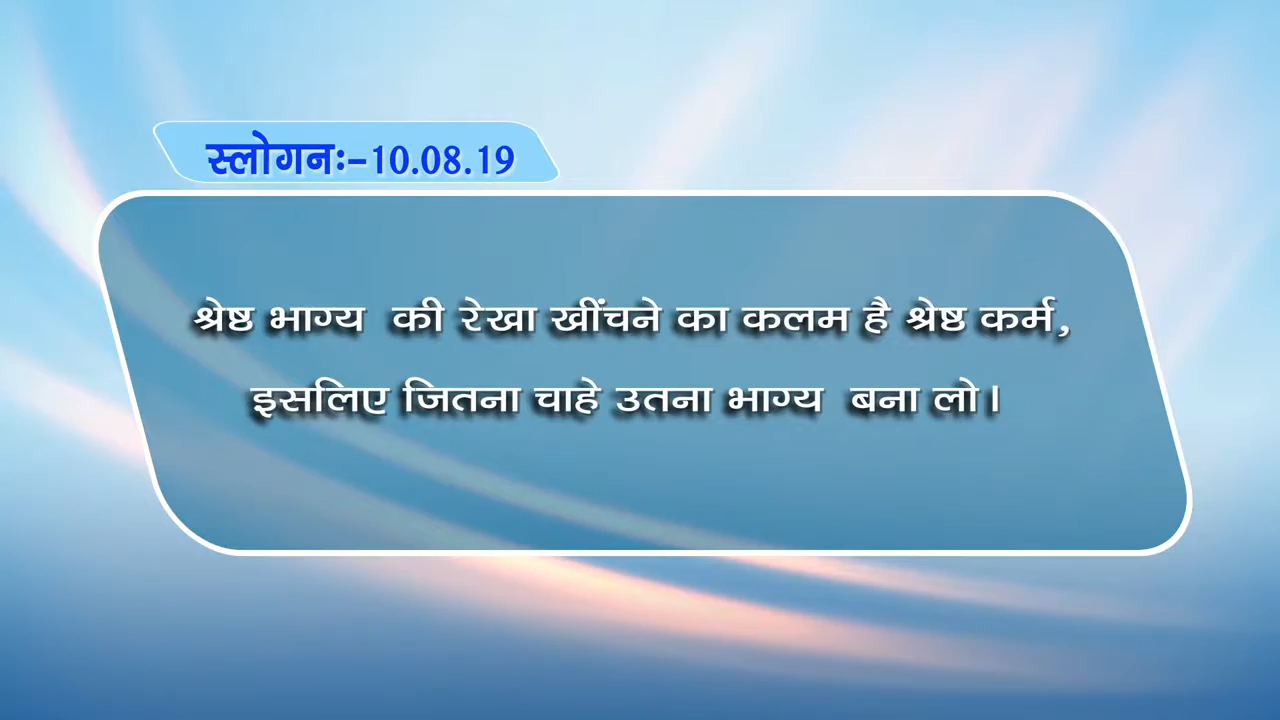 स्लोगनः-10.08.19
श्रेष्ठ भाग्य की रेखा खींचने का कलम है श्रेष्ठ कर्म,
इसलिए जितना चाहे उतना भाग्य बना लो।